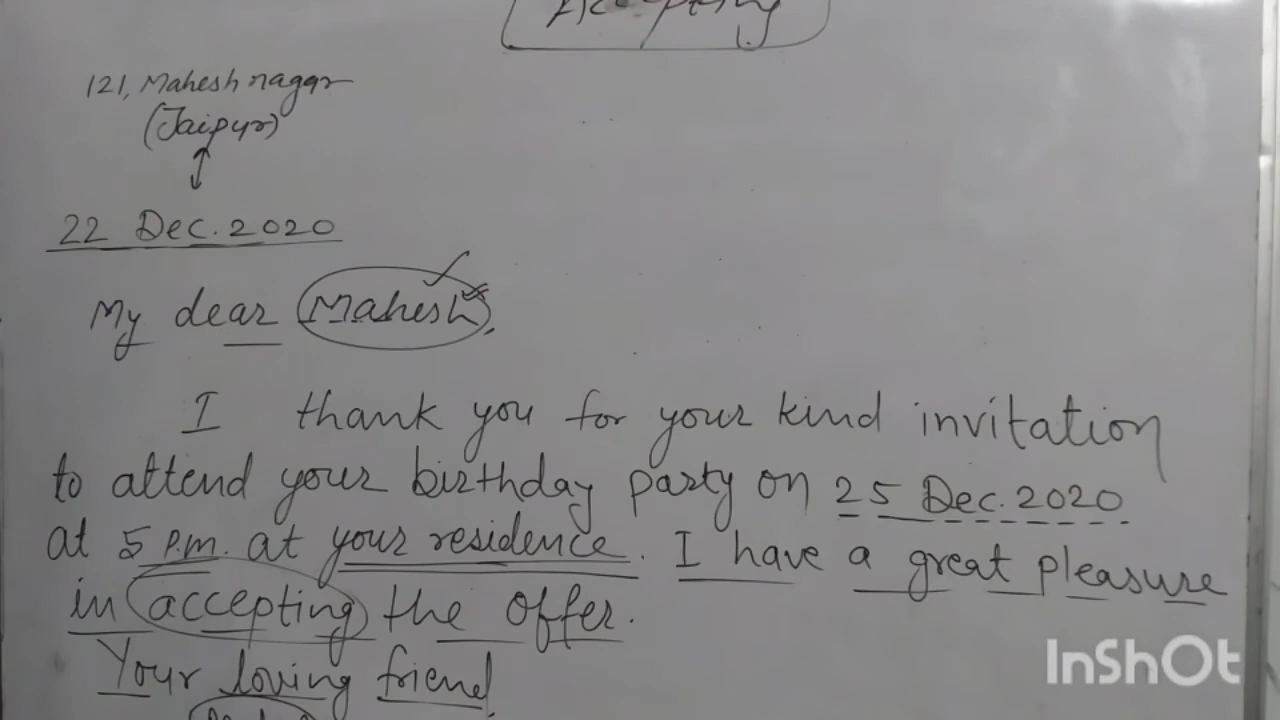 Accepting
121, Mahesh nagar
(Jaipur)
22 Dec. 2020
My dear Mahesh,
I thank you for your kind invitation
to attend your birthday party on 25 Dec. 2020
at 5 P.m. at your residence. I have a great pleasure
in accepting the offer.
Your loving friend,
InShOt